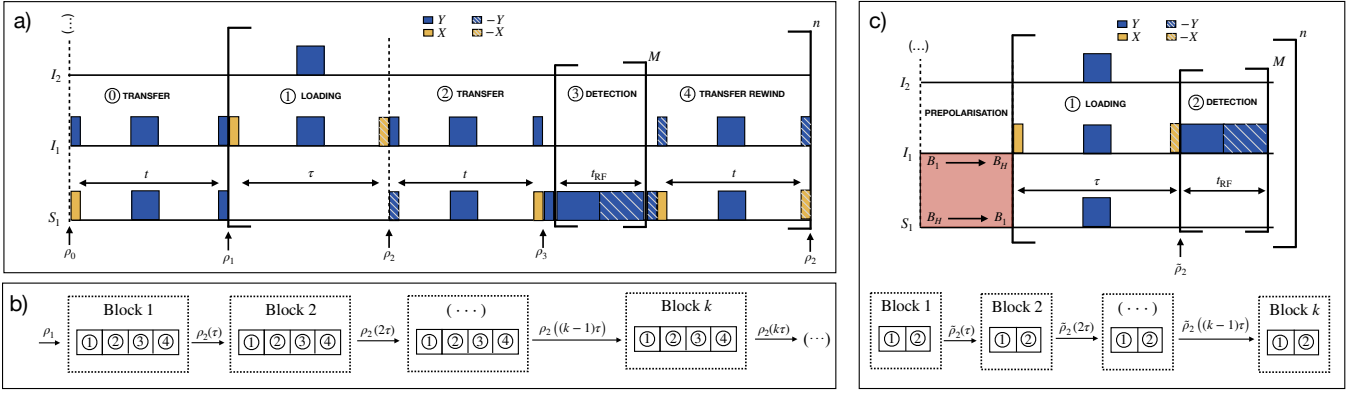 a)
(...)
Y
−Y
X
−X
n
I₂
M
⓪ TRANSFER
① LOADING
② TRANSFER
③ DETECTION
④ TRANSFER REWIND
I₁
t
τ
t
t_RF
t
S₁
ρ₀
ρ₁
ρ₂
ρ₃
ρ₂
b)
Block 1
Block 2
(···)
Block k
ρ₁
① ② ③ ④
ρ₂(τ)
① ② ③ ④
ρ₂(2τ)
① ② ③ ④
ρ₂((k−1)τ)
① ② ③ ④
ρ₂(kτ)
(···)
c)
(...)
Y
−Y
X
−X
n
M
I₂
PREPOLARISATION
① LOADING
② DETECTION
I₁
B₁ → B_H
τ
t_RF
B_H → B₁
S₁
ρ̃₂
Block 1
Block 2
(···)
Block k
① ②
ρ̃₂(τ)
① ②
ρ̃₂(2τ)
① ②
ρ̃₂((k−1)τ)
① ②